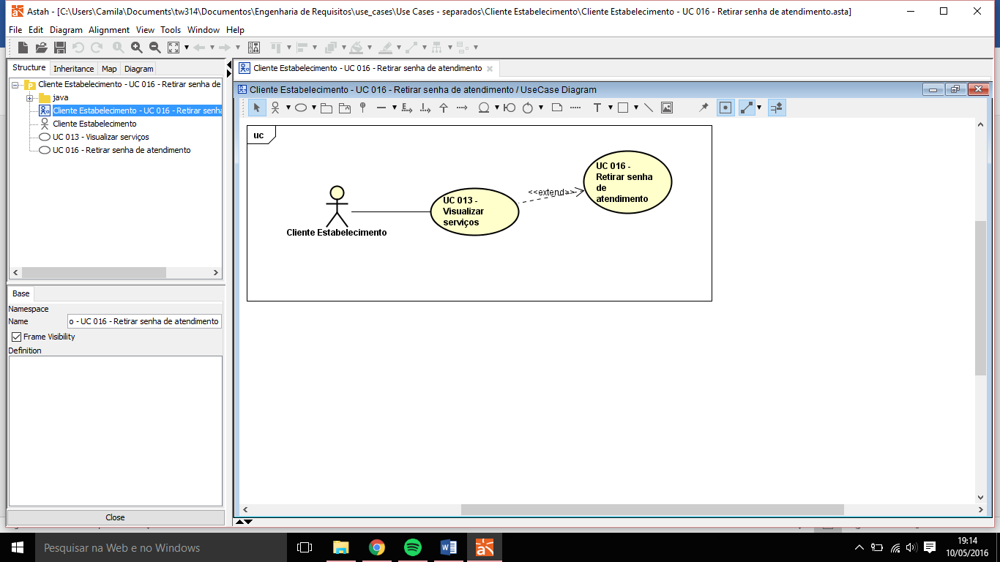 Astah - [C:\Users\Camila\Documents\tw314\Documentos\Engenharia de Requisitos\use_cases\Use Cases - separados\Cliente Estabelecimento\Cliente Estabelecimento - UC 016 - Retirar senha de atendimento.asta]
File Edit Diagram Alignment View Tools Window Help
Structure Inheritance Map Diagram
Cliente Estabelecimento - UC 016 - Retirar senha de
java
Cliente Estabelecimento - UC 016 - Retirar senha
Cliente Estabelecimento
UC 013 - Visualizar serviços
UC 016 - Retirar senha de atendimento
Base
Namespace
Name o - UC 016 - Retirar senha de atendimento
Frame Visibility
Definition
Close
Cliente Estabelecimento - UC 016 - Retirar senha de atendimento
Cliente Estabelecimento - UC 016 - Retirar senha de atendimento / UseCase Diagram
uc
Cliente Estabelecimento
UC 013 -
Visualizar
serviços
<<extend>>
UC 016 -
Retirar senha
de
atendimento
Pesquisar na Web e no Windows
19:14
10/05/2016